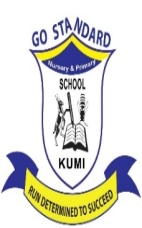 GO STANDARD
Nursery & Primary
SCHOOL
KUMI
RUN DETERMINED TO SUCCEED